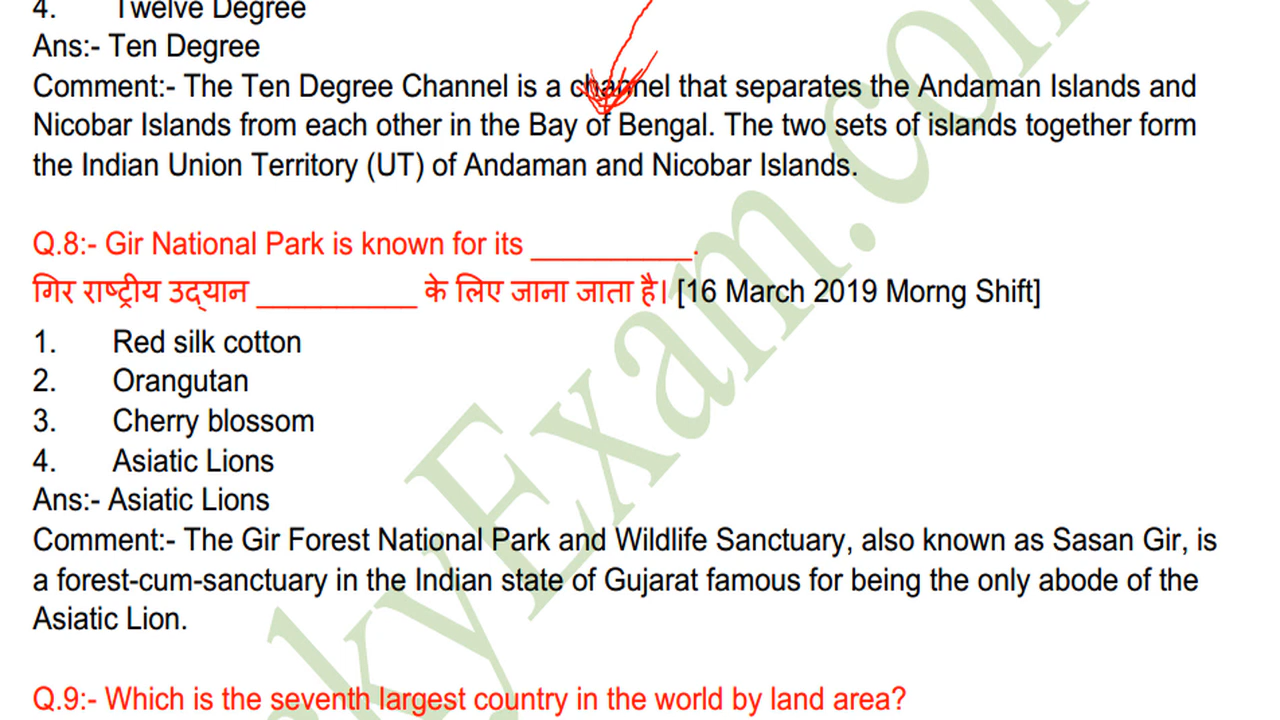 4. Twelve Degree
Ans:- Ten Degree
Comment:- The Ten Degree Channel is a channel that separates the Andaman Islands and
Nicobar Islands from each other in the Bay of Bengal. The two sets of islands together form
the Indian Union Territory (UT) of Andaman and Nicobar Islands.
Q.8:- Gir National Park is known for its __________.
गिर राष्ट्रीय उद्यान __________ के लिए जाना जाता है। [16 March 2019 Morng Shift]
1. Red silk cotton
2. Orangutan
3. Cherry blossom
4. Asiatic Lions
Ans:- Asiatic Lions
Comment:- The Gir Forest National Park and Wildlife Sanctuary, also known as Sasan Gir, is
a forest-cum-sanctuary in the Indian state of Gujarat famous for being the only abode of the
Asiatic Lion.
Q.9:- Which is the seventh largest country in the world by land area?
kyExam.com